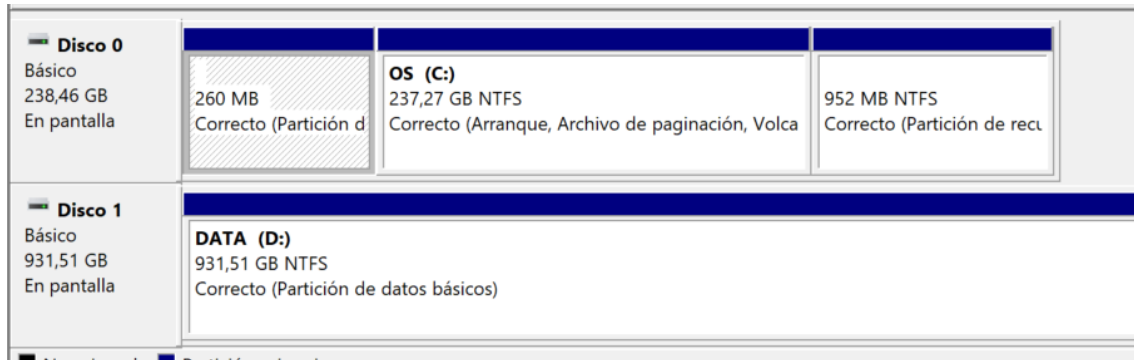 Disco 0
Básico
238,46 GB
En pantalla
260 MB
Correcto (Partición d
OS (C:)
237,27 GB NTFS
Correcto (Arranque, Archivo de paginación, Volca
952 MB NTFS
Correcto (Partición de recu
Disco 1
Básico
931,51 GB
En pantalla
DATA (D:)
931,51 GB NTFS
Correcto (Partición de datos básicos)